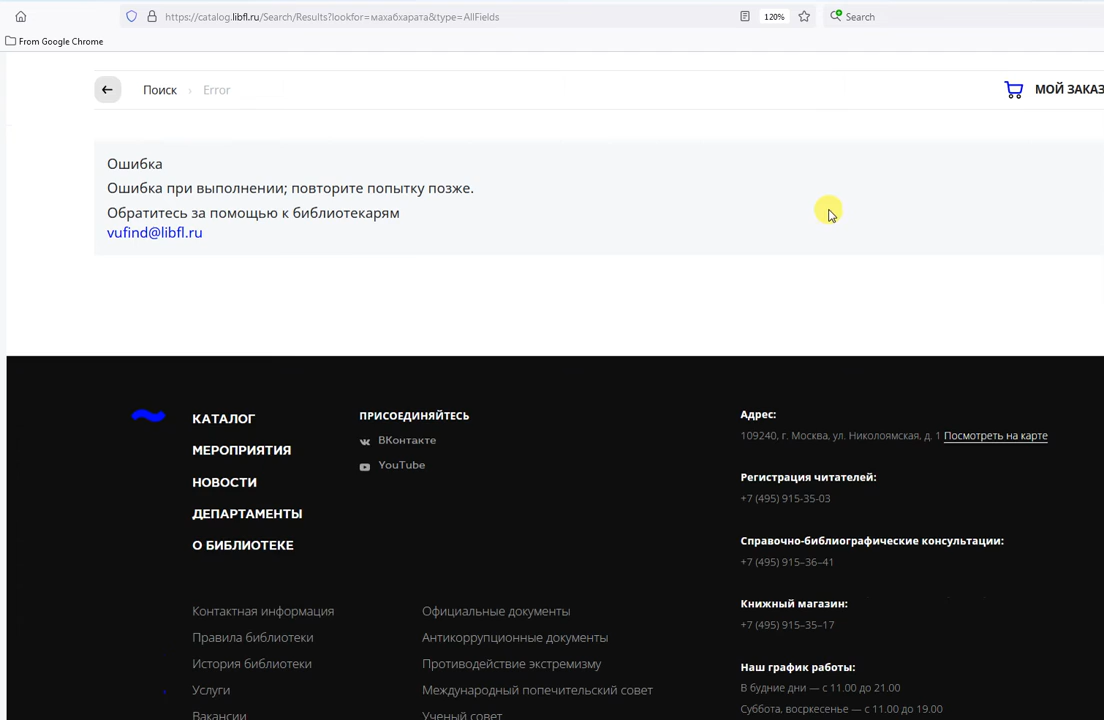 https://catalog.libfl.ru/Search/Results?lookfor=махабхарата&type=AllFields
120%
Search
From Google Chrome
Поиск › Error
МОЙ ЗАКАЗ
Ошибка
Ошибка при выполнении; повторите попытку позже.
Обратитесь за помощью к библиотекарям
vufind@libfl.ru
КАТАЛОГ
МЕРОПРИЯТИЯ
НОВОСТИ
ДЕПАРТАМЕНТЫ
О БИБЛИОТЕКЕ
ПРИСОЕДИНЯЙТЕСЬ
ВКонтакте
YouTube
Адрес:
109240, г. Москва, ул. Николоямская, д. 1 Посмотреть на карте
Регистрация читателей:
+7 (495) 915-35-03
Справочно-библиографические консультации:
+7 (495) 915–36–41
Книжный магазин:
+7 (495) 915–35–17
Наш график работы:
В будние дни — с 11.00 до 21.00
Суббота, воскресенье — с 11.00 до 19.00
Контактная информация
Правила библиотеки
История библиотеки
Услуги
Вакансии
Официальные документы
Антикоррупционные документы
Противодействие экстремизму
Международный попечительский совет
Ученый совет